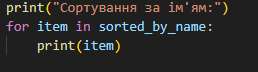 print("Сортування за ім'ям:")
for item in sorted_by_name:
    print(item)